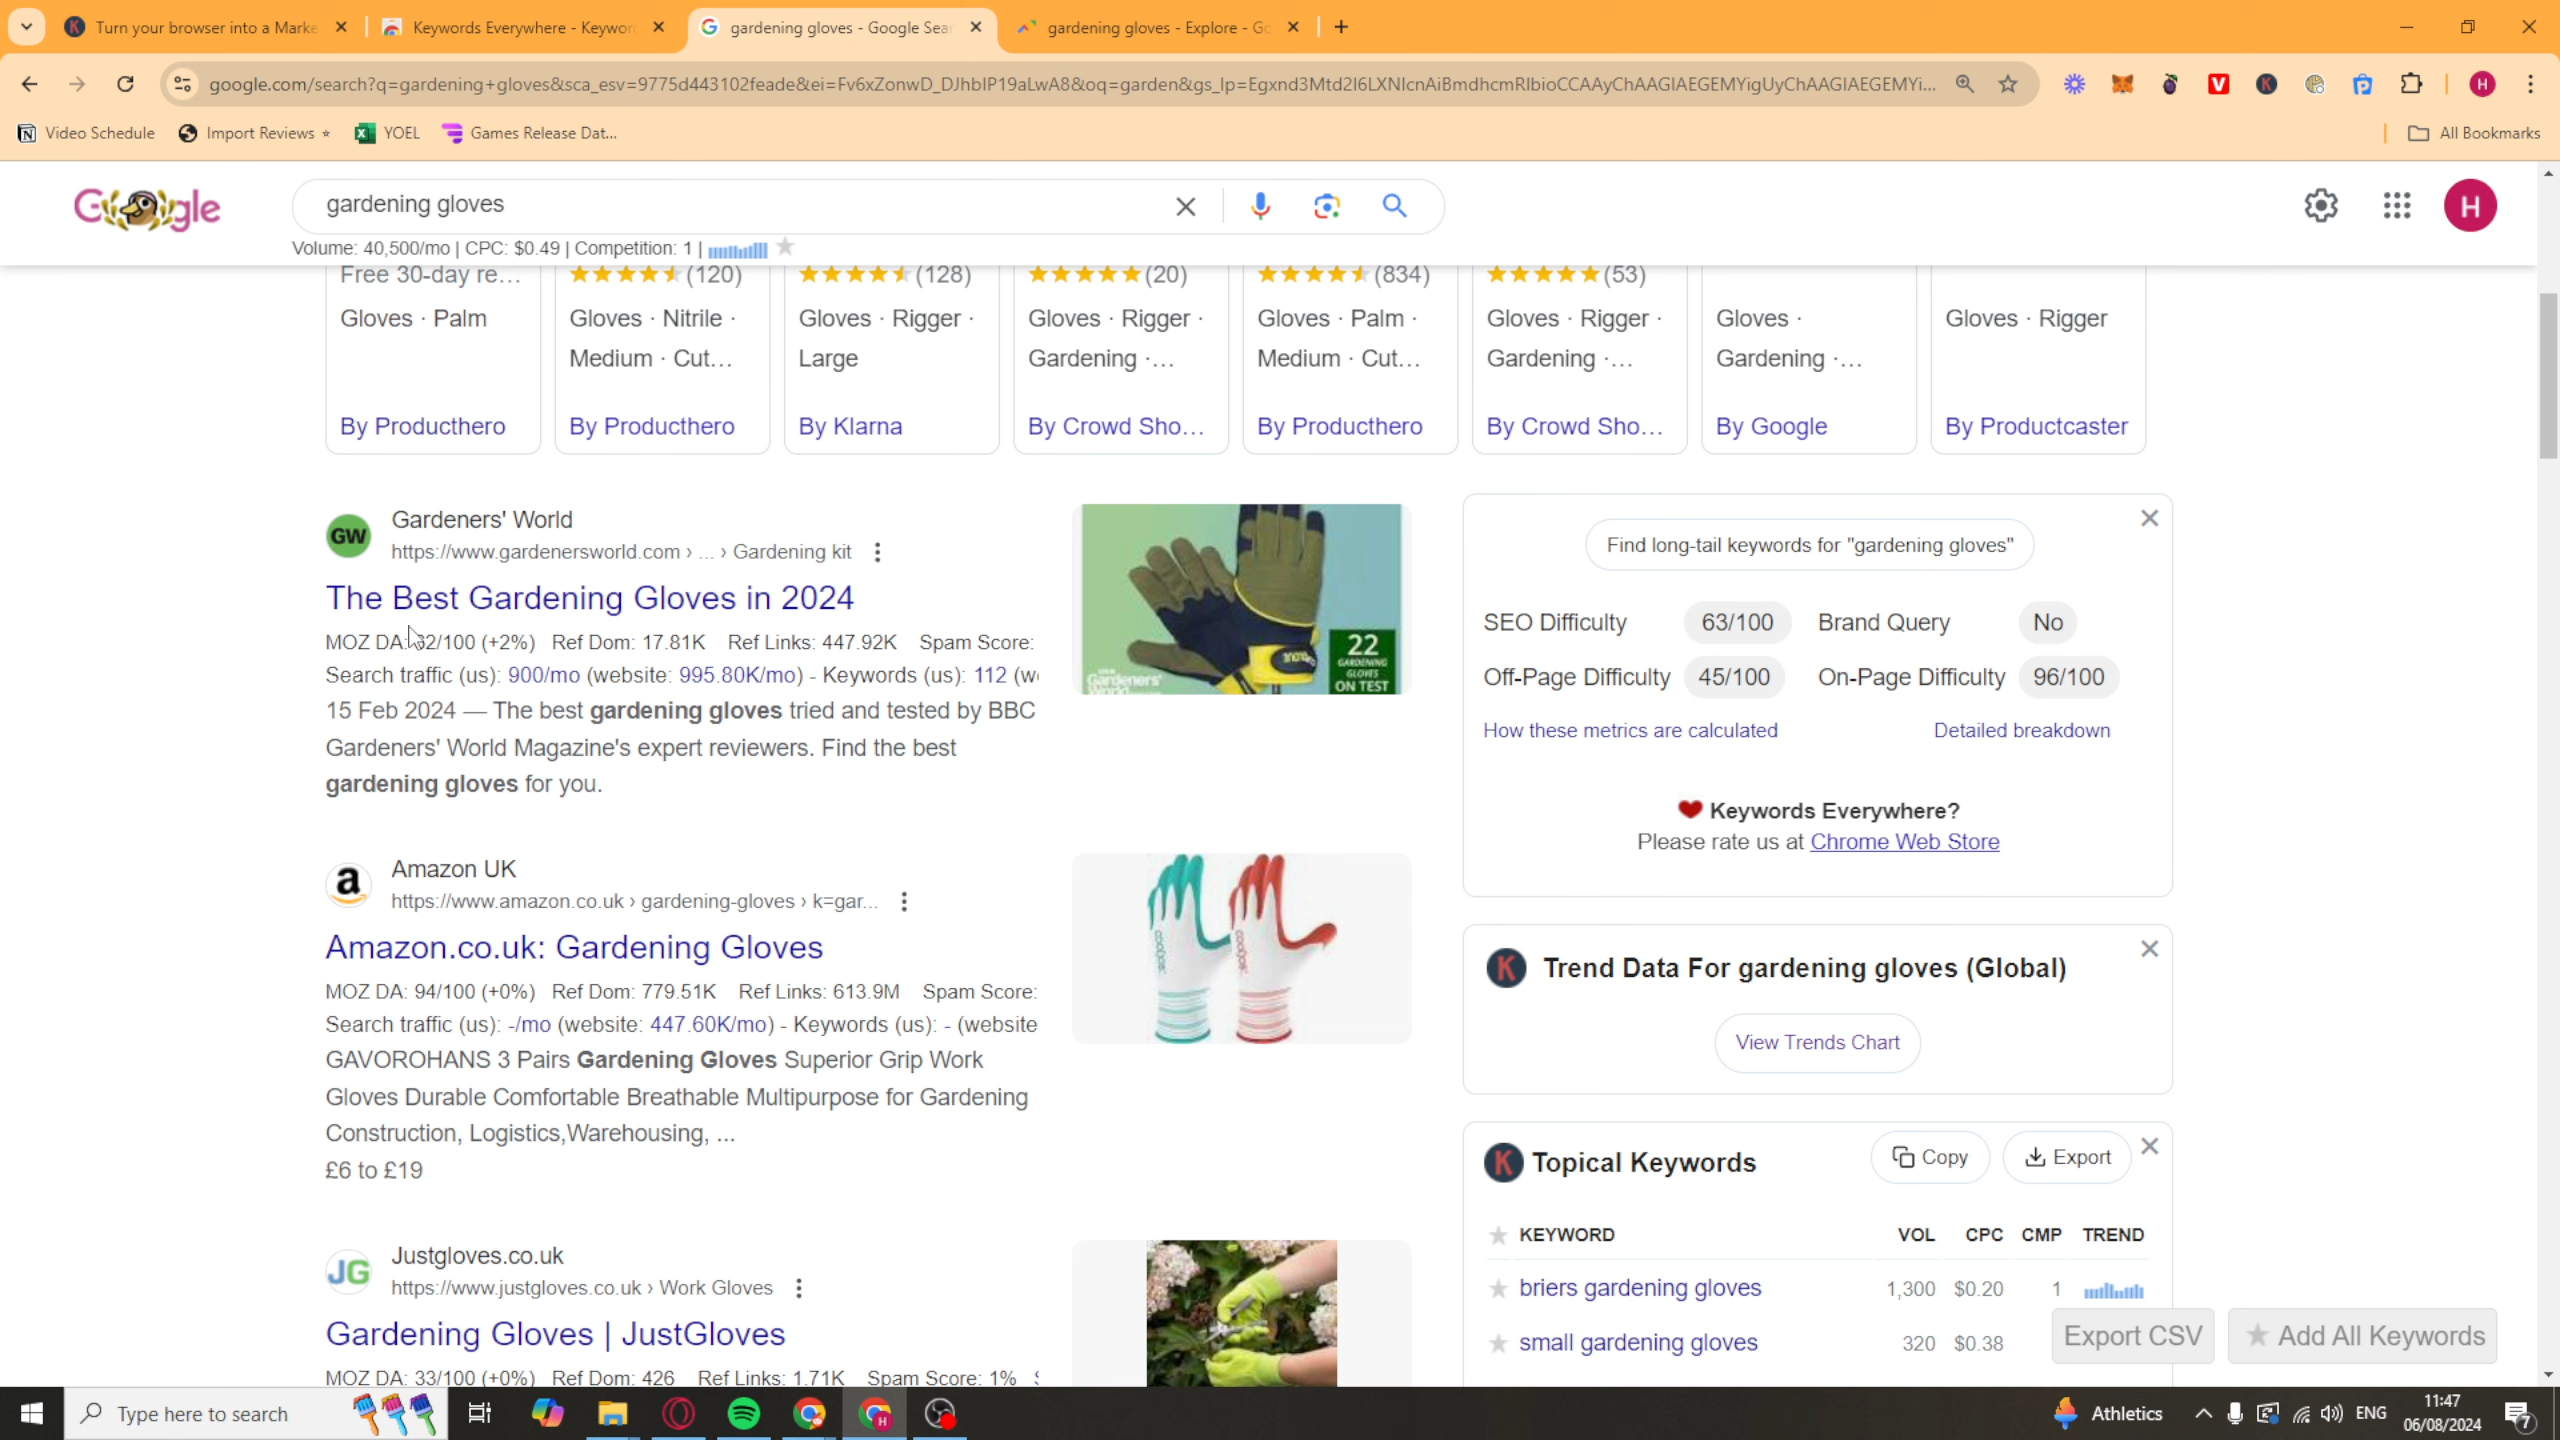 Turn your browser into a Marke
Keywords Everywhere - Keywor
gardening gloves - Google Sea
gardening gloves - Explore - Go
google.com/search?q=gardening+gloves&sca_esv=9775d443102feade&ei=Fv6xZonwD_DJhbIP19aLwA8&oq=garden&gs_lp=Egxnd3Mtd2l6LXNlcnAiBmdhcmRlbioCCAAyChAAGIAEGEMYigUyChAAGIAEGEMYi...
Video Schedule
Import Reviews ⭐
YOEL
Games Release Dat...
All Bookmarks
gardening gloves
H
Volume: 40,500/mo | CPC: $0.49 | Competition: 1 |
Free 30-day re...
(120)
(128)
(20)
(834)
(53)
Gloves · Palm
Gloves · Nitrile ·
Gloves · Rigger ·
Gloves · Rigger ·
Gloves · Palm ·
Gloves · Rigger ·
Gloves ·
Gloves · Rigger
Medium · Cut...
Large
Gardening ·...
Medium · Cut...
Gardening ·...
Gardening ·...
By Producthero
By Producthero
By Klarna
By Crowd Sho...
By Producthero
By Crowd Sho...
By Google
By Productcaster
GW
Gardeners' World
https://www.gardenersworld.com › ... › Gardening kit
The Best Gardening Gloves in 2024
MOZ DA: 62/100 (+2%) Ref Dom: 17.81K Ref Links: 447.92K Spam Score:
Search traffic (us): 900/mo (website: 995.80K/mo) - Keywords (us): 112 (w
15 Feb 2024 — The best gardening gloves tried and tested by BBC
Gardeners' World Magazine's expert reviewers. Find the best
gardening gloves for you.
22
GARDENING
GLOVES
ON TEST
Gardeners'
World
Find long-tail keywords for "gardening gloves"
SEO Difficulty 63/100 Brand Query No
Off-Page Difficulty 45/100 On-Page Difficulty 96/100
How these metrics are calculated
Detailed breakdown
Keywords Everywhere?
Please rate us at Chrome Web Store
Amazon UK
https://www.amazon.co.uk › gardening-gloves › k=gar...
Amazon.co.uk: Gardening Gloves
MOZ DA: 94/100 (+0%) Ref Dom: 779.51K Ref Links: 613.9M Spam Score:
Search traffic (us): -/mo (website: 447.60K/mo) - Keywords (us): - (website
GAVOROHANS 3 Pairs Gardening Gloves Superior Grip Work
Gloves Durable Comfortable Breathable Multipurpose for Gardening
Construction, Logistics,Warehousing, ...
£6 to £19
Trend Data For gardening gloves (Global)
View Trends Chart
Topical Keywords
Copy
Export
KEYWORD VOL CPC CMP TREND
briers gardening gloves 1,300 $0.20 1
small gardening gloves 320 $0.38
Export CSV
Add All Keywords
JG
Justgloves.co.uk
https://www.justgloves.co.uk › Work Gloves
Gardening Gloves | JustGloves
MOZ DA: 33/100 (+0%) Ref Dom: 426 Ref Links: 1.71K Spam Score: 1%
Type here to search
Athletics
ENG
11:47
06/08/2024
7